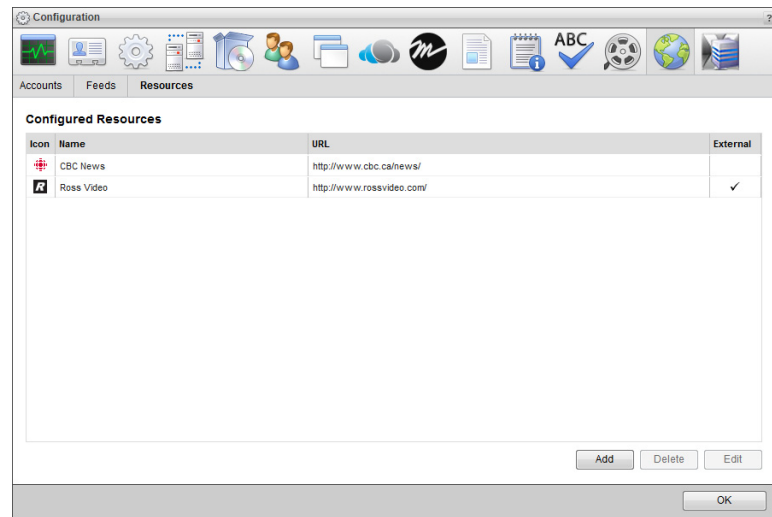 Configuration
?
ABC
Accounts Feeds Resources
Configured Resources
Icon Name URL External
CBC News http://www.cbc.ca/news/
R Ross Video http://www.rossvideo.com/ ✓
Add Delete Edit
OK